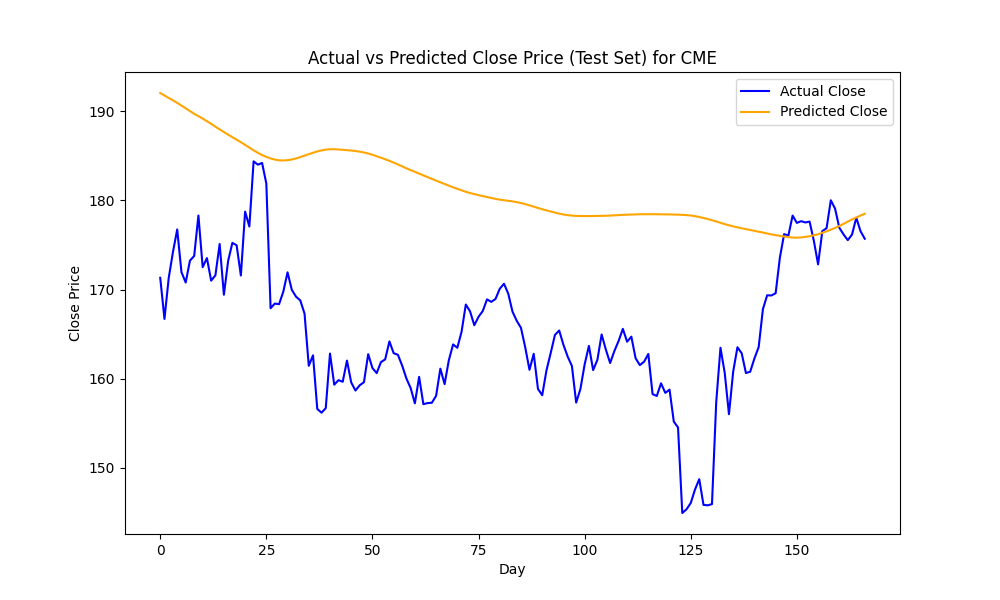 Actual vs Predicted Close Price (Test Set) for CME
Actual Close
Predicted Close
Close Price
190
180
170
160
150
0 25 50 75 100 125 150
Day